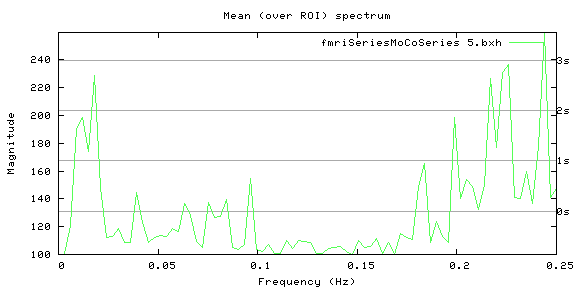 Mean (over ROI) spectrum
fmriSeriesMoCoSeries 5.bxh
240
220
200
180
160
140
120
100
3s
2s
1s
0s
Magnitude
0
0.05
0.1
0.15
0.2
0.25
Frequency (Hz)